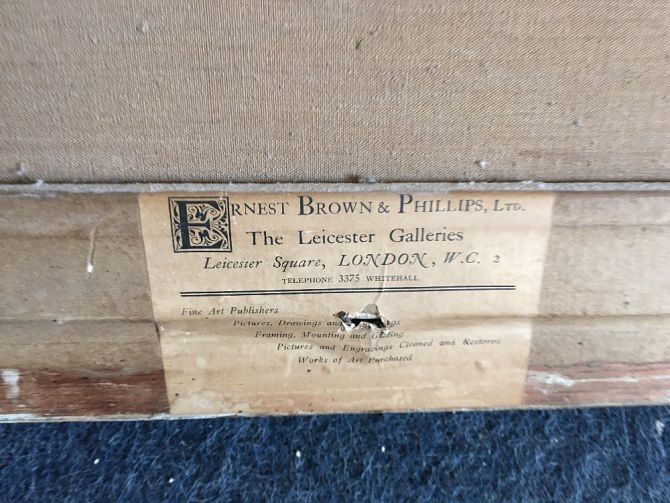 ERNEST BROWN & PHILLIPS, LTD.
The Leicester Galleries
Leicester Square, LONDON, W.C. 2
TELEPHONE 3375 WHITEHALL
Fine Art Publishers
Pictures, Drawings and
Framing, Mounting and Gilding
Pictures and Engravings Cleaned and Restored
Works of Art Purchased